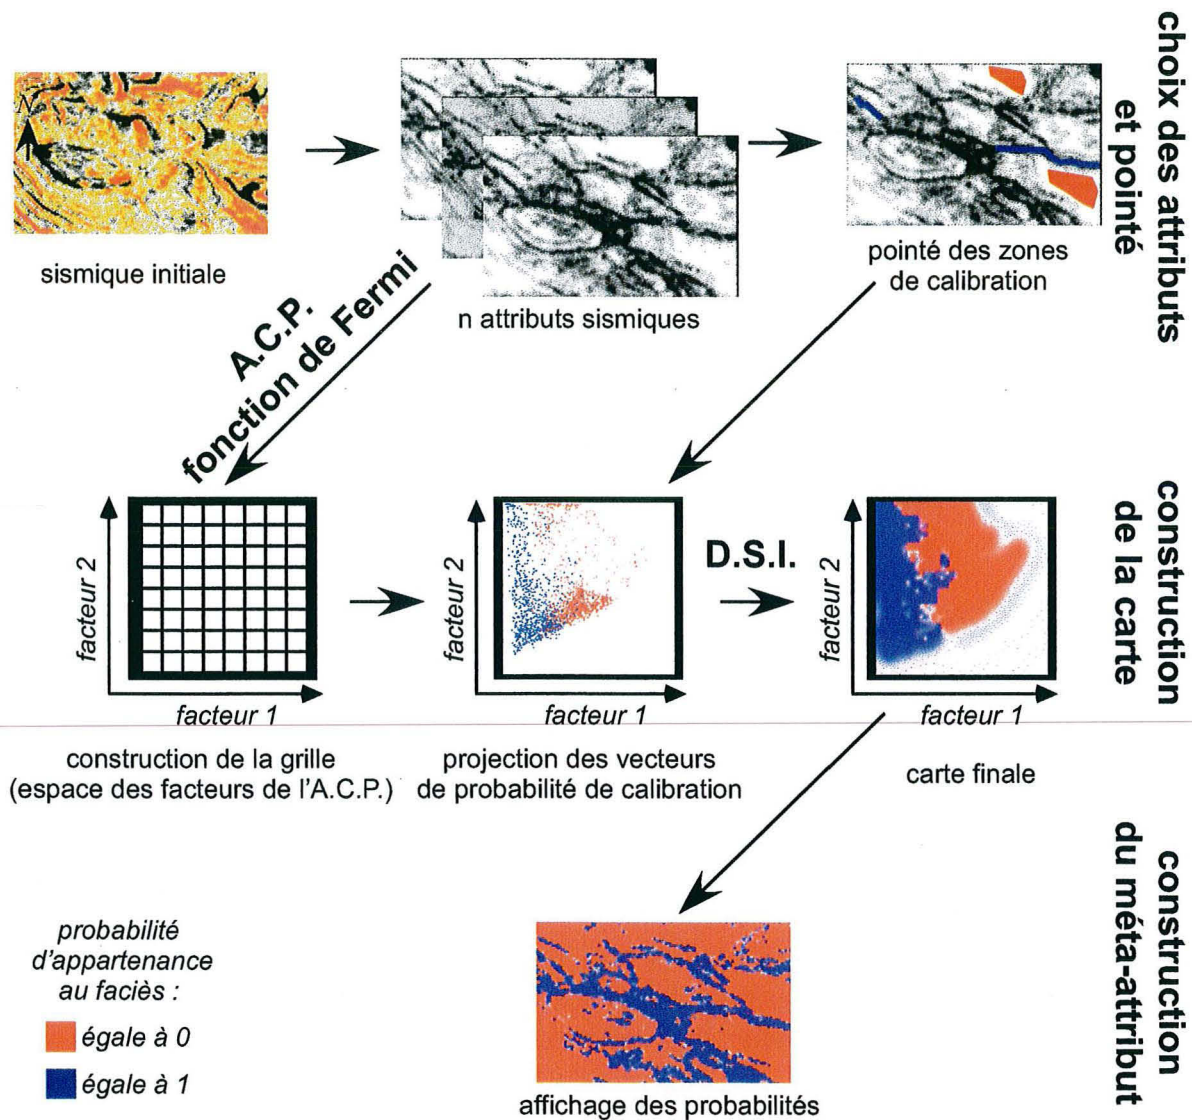 choix des attributs
et pointé
N
sismique initiale
n attributs sismiques
pointé des zones
de calibration
A.C.P.
fonction de Fermi
construction
de la carte
facteur 2
facteur 1
facteur 2
facteur 1
D.S.I.
facteur 2
facteur 1
construction de la grille
(espace des facteurs de l'A.C.P.)
projection des vecteurs
de probabilité de calibration
carte finale
construction
du méta-attribut
probabilité
d'appartenance
au faciès :
égale à 0
égale à 1
affichage des probabilités